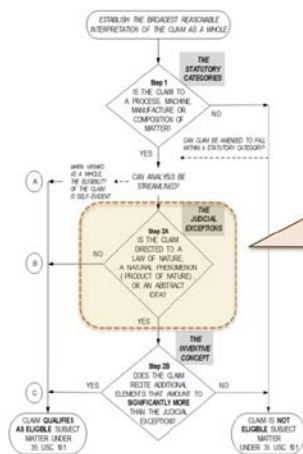 ESTABLISH THE BROADEST REASONABLE
INTERPRETATION OF THE CLAIM AS A WHOLE
THE
STATUTORY
CATEGORIES
Step 1
IS THE CLAIM TO
A PROCESS, MACHINE,
MANUFACTURE OR
COMPOSITION OF
MATTER?
NO
YES
CAN CLAIM BE AMENDED TO FALL
WITHIN A STATUTORY CATEGORY?
WHEN VIEWED
AS A WHOLE,
THE ELIGIBILITY
OF THE CLAIM
IS SELF-EVIDENT
A
CAN ANALYSIS BE
STREAMLINED?
THE
JUDICIAL
EXCEPTIONS
Step 2A
IS THE CLAIM
DIRECTED TO A
LAW OF NATURE,
A NATURAL PHENOMENON
(PRODUCT OF NATURE),
OR AN ABSTRACT
IDEA?
B
NO
YES
THE
INVENTIVE
CONCEPT
Step 2B
DOES THE CLAIM
RECITE ADDITIONAL
ELEMENTS THAT AMOUNT TO
SIGNIFICANTLY MORE
THAN THE JUDICIAL
EXCEPTION?
C
YES
NO
CLAIM QUALIFIES
AS ELIGIBLE SUBJECT
MATTER UNDER
35 USC 101
CLAIM IS NOT
ELIGIBLE SUBJECT
MATTER
UNDER 35 USC 101